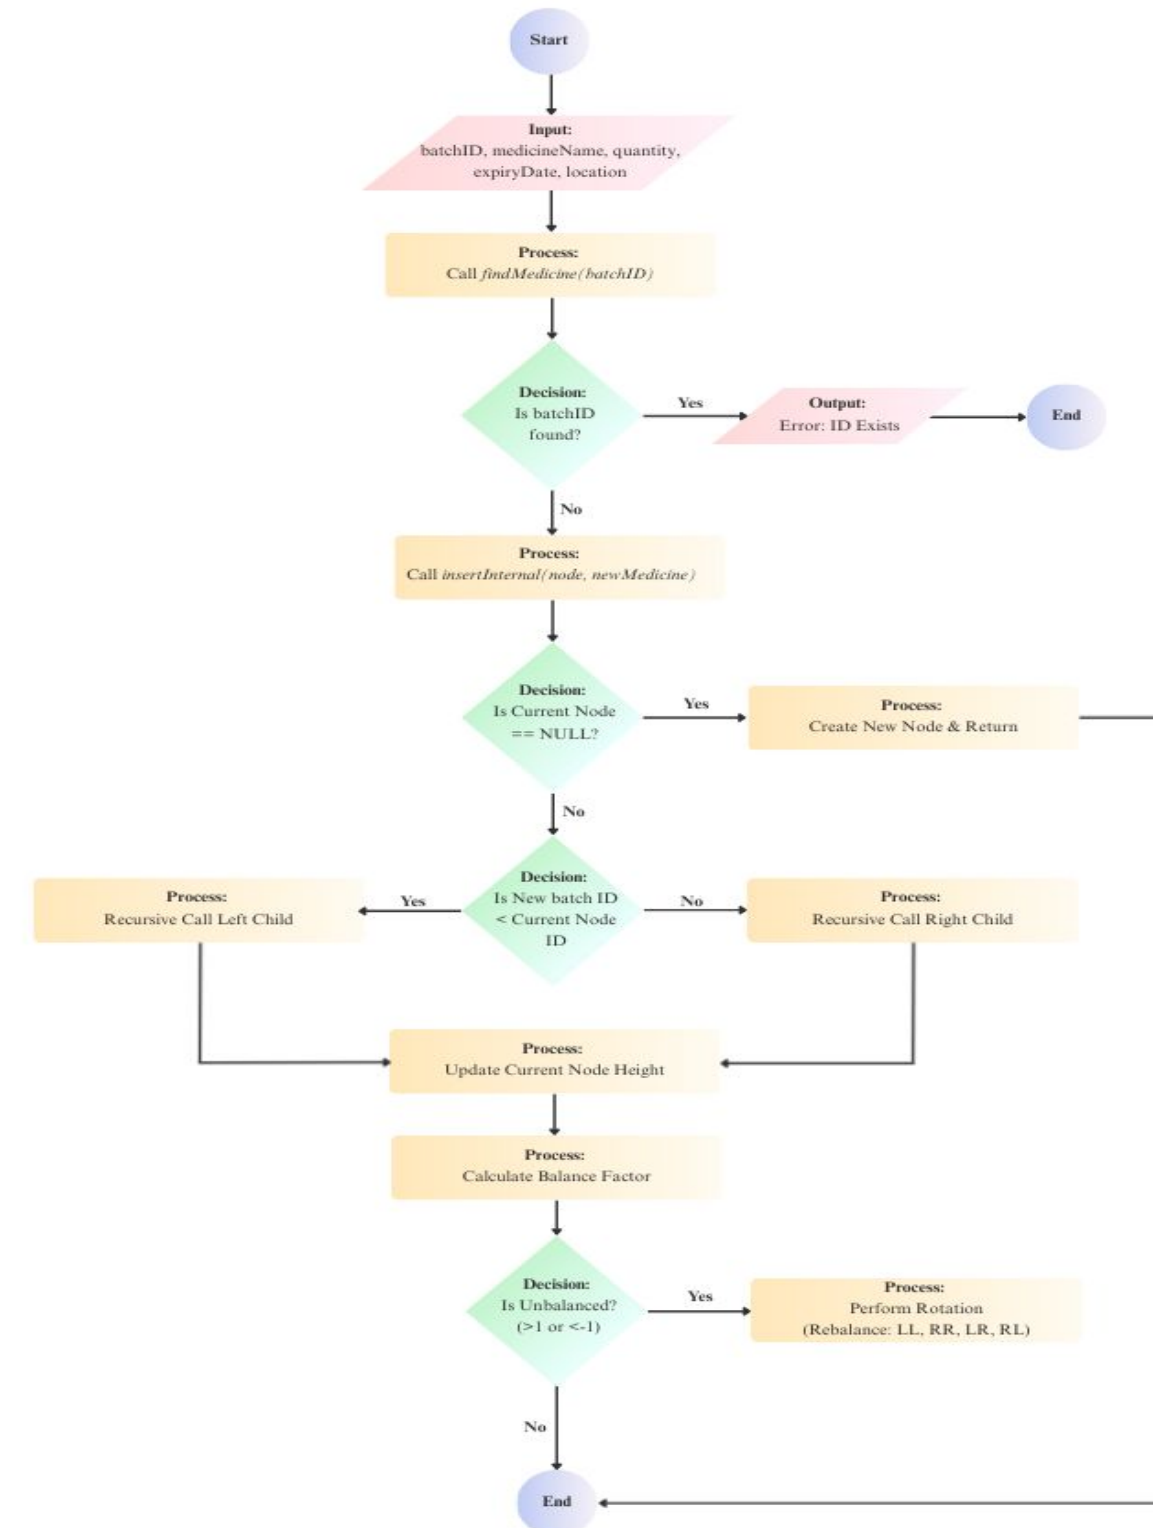 Start
Input:
batchID, medicineName, quantity,
expiryDate, location
Process:
Call findMedicine(batchID)
Decision:
Is batchID
found?
Yes
Output:
Error: ID Exists
End
No
Process:
Call insertInternal(node, newMedicine)
Decision:
Is Current Node
== NULL?
Yes
Process:
Create New Node & Return
No
Process:
Recursive Call Left Child
Yes
Decision:
Is New batch ID
< Current Node
ID
No
Process:
Recursive Call Right Child
Process:
Update Current Node Height
Process:
Calculate Balance Factor
Decision:
Is Unbalanced?
(>1 or <-1)
Yes
Process:
Perform Rotation
(Rebalance: LL, RR, LR, RL)
No
End